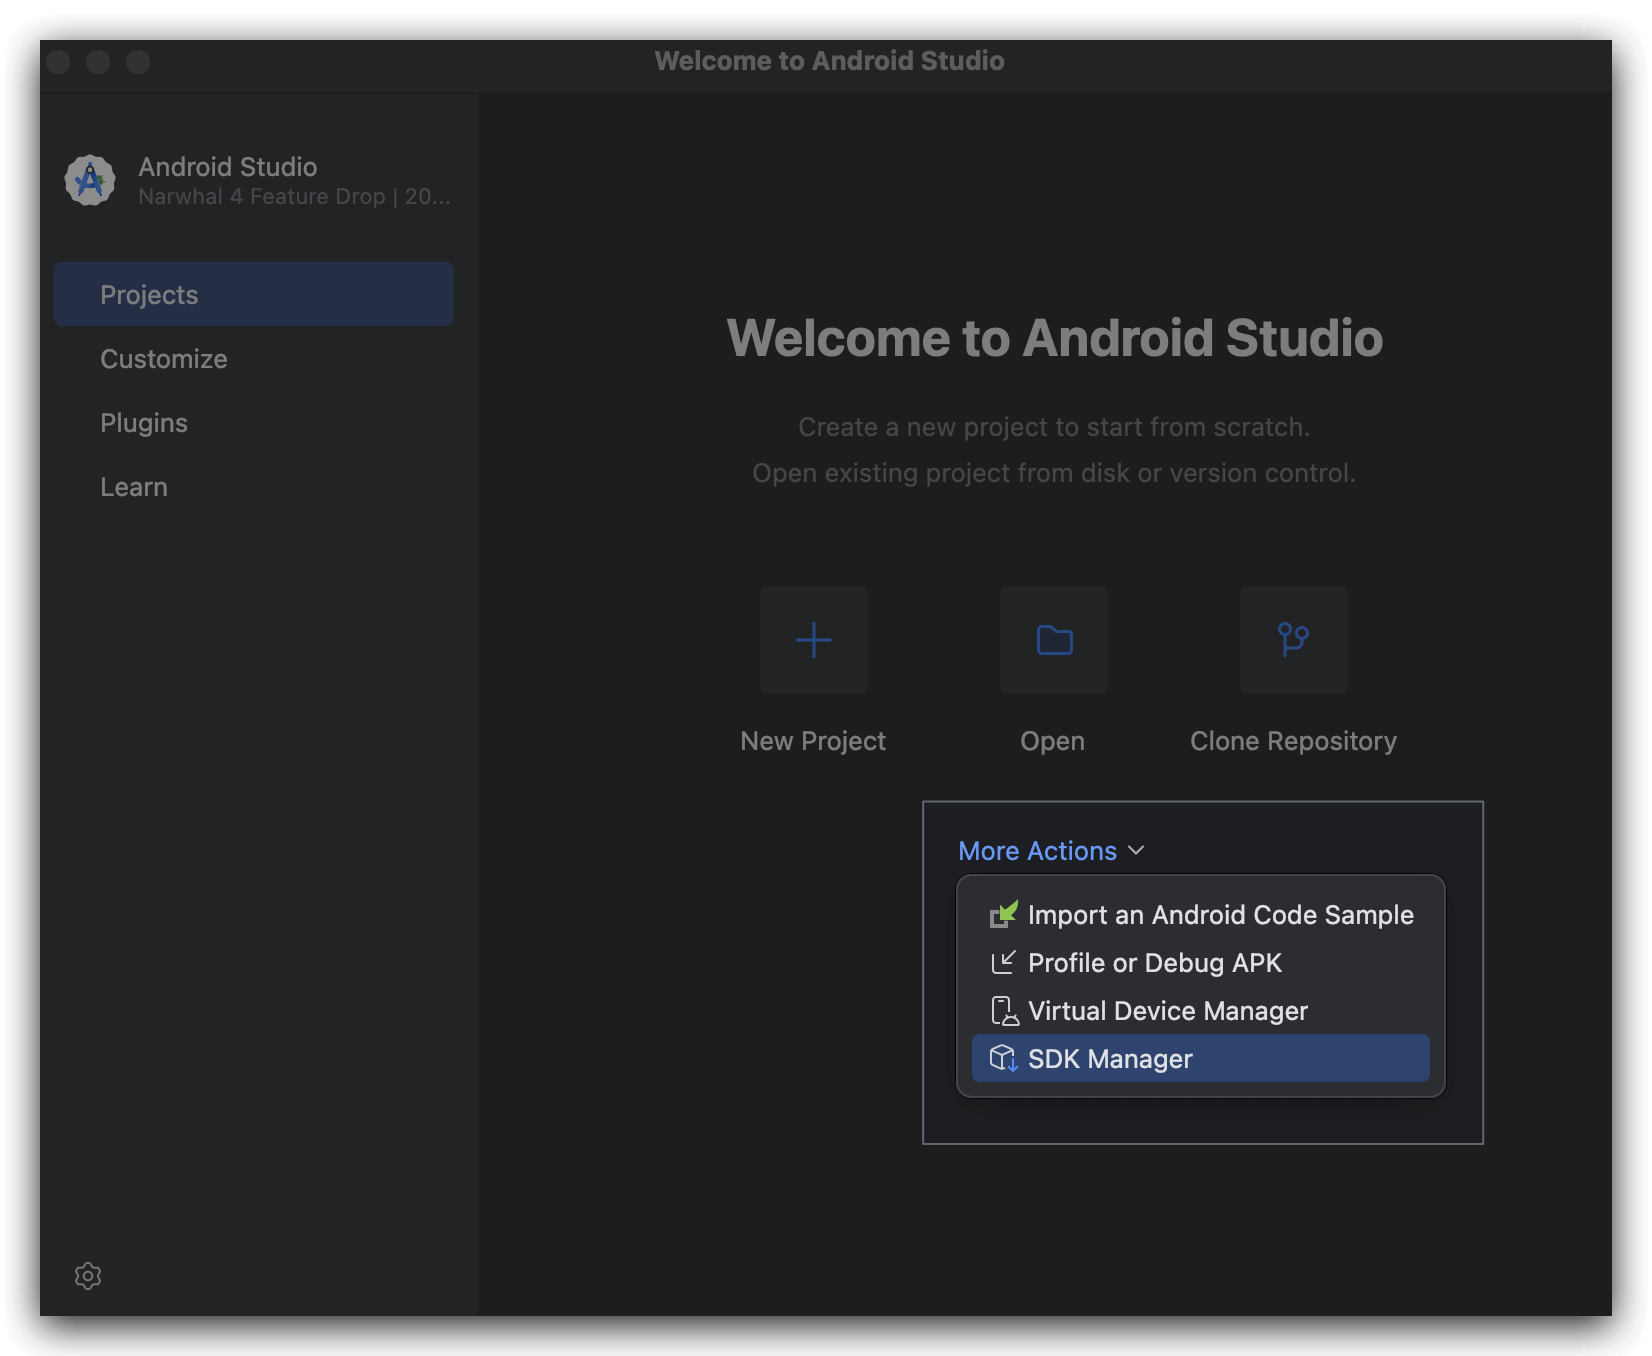 Welcome to Android Studio
Android Studio
Narwhal 4 Feature Drop | 20...
Projects
Customize
Plugins
Learn
Welcome to Android Studio
Create a new project to start from scratch.
Open existing project from disk or version control.
New Project
Open
Clone Repository
More Actions
Import an Android Code Sample
Profile or Debug APK
Virtual Device Manager
SDK Manager